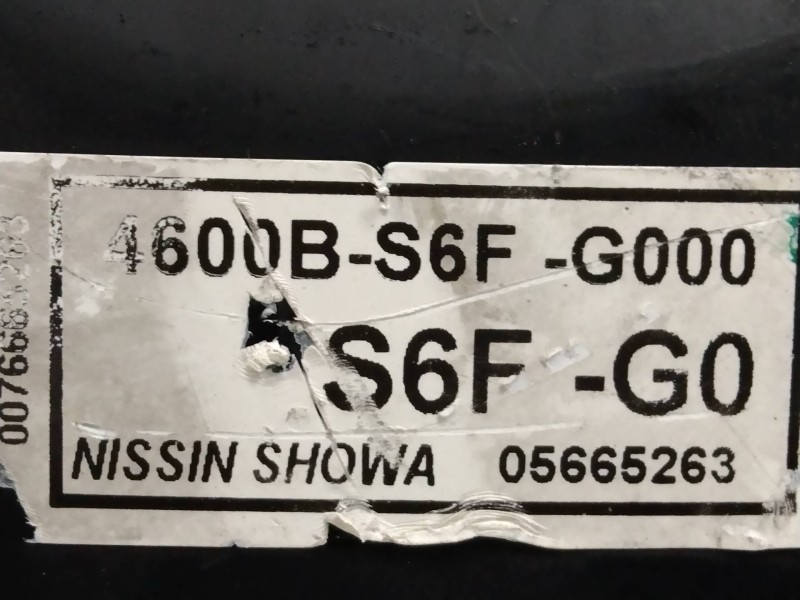 4600B-S6F -G000
S6F -G0
NISSIN SHOWA 05665263